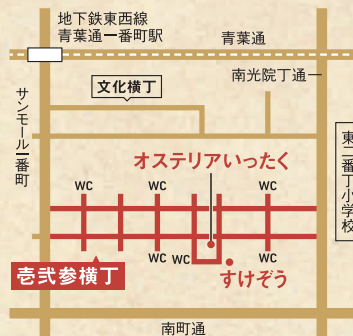 地下鉄東西線
青葉通一番町駅
青葉通
文化横丁
南光院丁通一
サンモール一番町
東二番丁小学校
オステリアいったく
WC
WC
WC
WC
WC
WC
壱弐参横丁
すけぞう
南町通